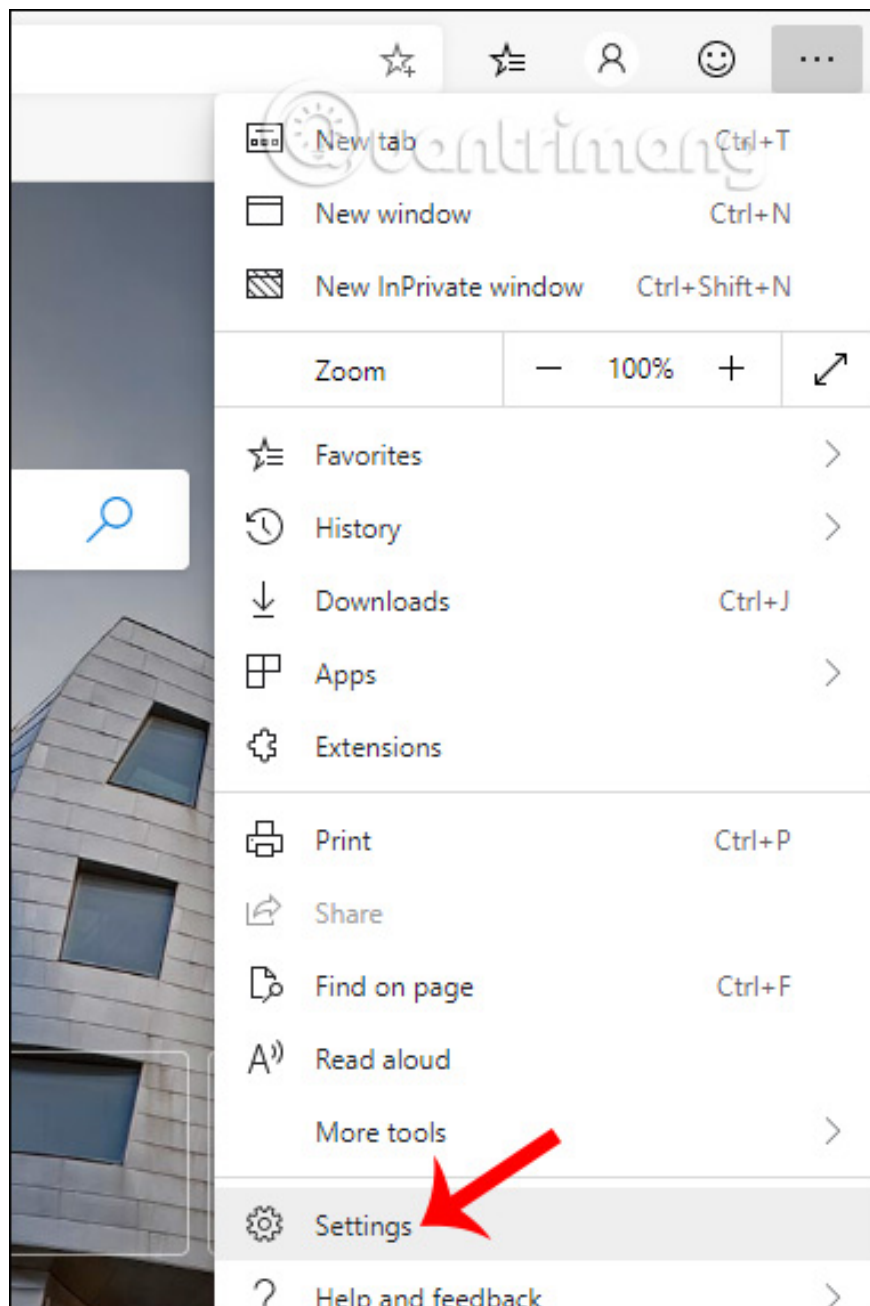 Quantrimang
New tab Ctrl+T
New window Ctrl+N
New InPrivate window Ctrl+Shift+N
Zoom 100%
Favorites
History
Downloads Ctrl+J
Apps
Extensions
Print Ctrl+P
Share
Find on page Ctrl+F
Read aloud
More tools
Settings
Help and feedback